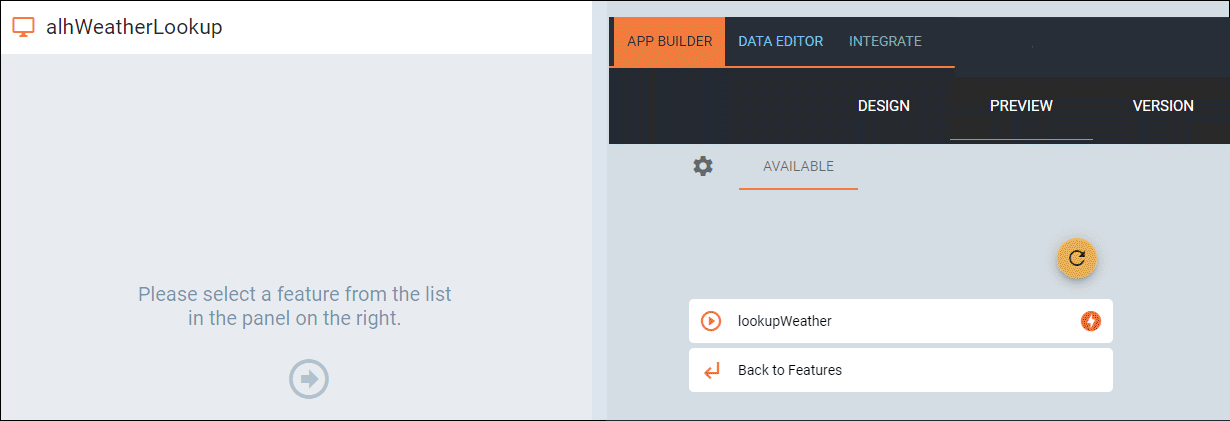 alhWeatherLookup
Please select a feature from the list
in the panel on the right.
APP BUILDER DATA EDITOR INTEGRATE
DESIGN PREVIEW VERSION
AVAILABLE
lookupWeather
Back to Features